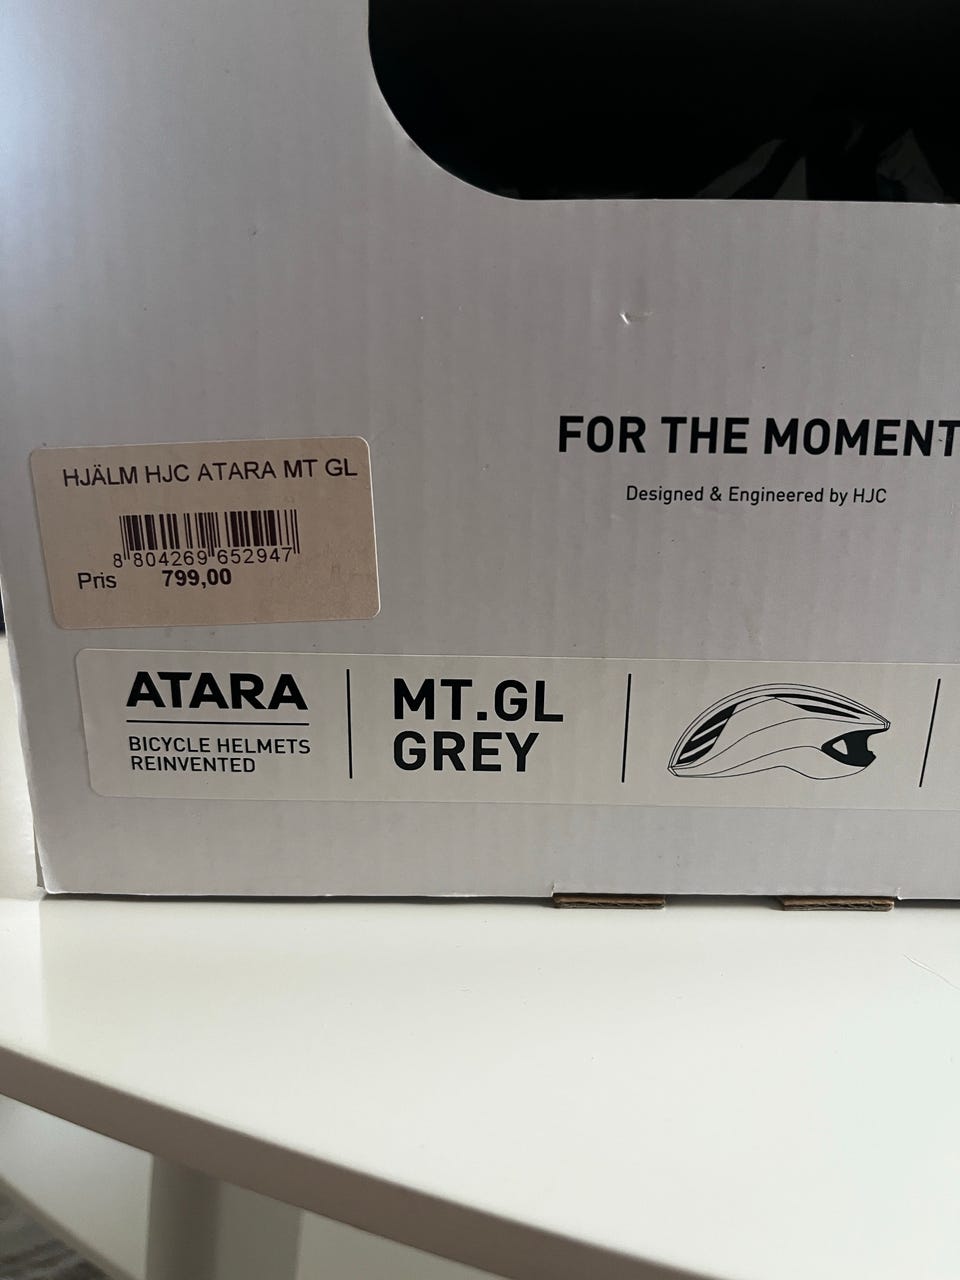 FOR THE MOMENT
Designed & Engineered by HJC
HJÄLM HJC ATARA MT GL
8 804269 652947
Pris 799,00
ATARA
BICYCLE HELMETS
REINVENTED
MT.GL
GREY